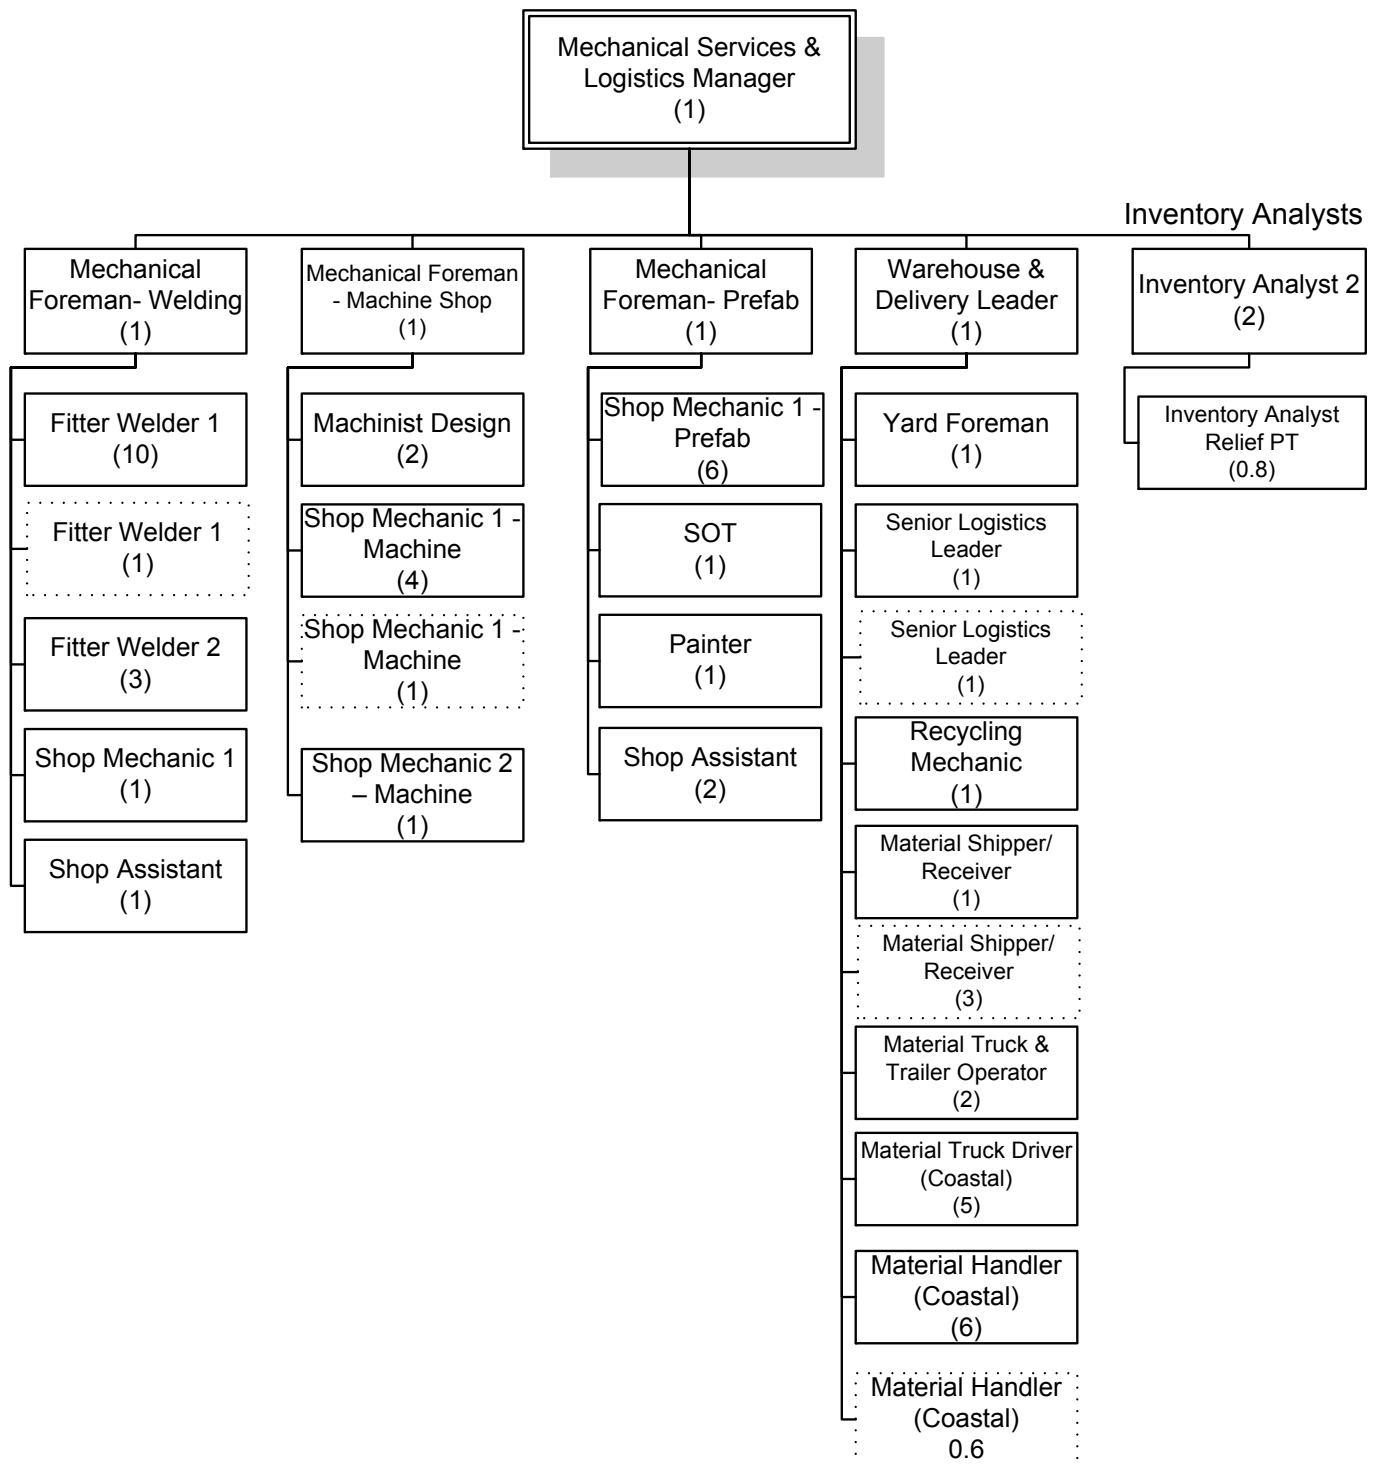 Mechanical Services &
Logistics Manager
(1)
Inventory Analysts
Mechanical
Foreman- Welding
(1)
Mechanical Foreman
- Machine Shop
(1)
Mechanical
Foreman- Prefab
(1)
Warehouse &
Delivery Leader
(1)
Inventory Analyst 2
(2)
Fitter Welder 1
(10)
Fitter Welder 1
(1)
Fitter Welder 2
(3)
Shop Mechanic 1
(1)
Shop Assistant
(1)
Machinist Design
(2)
Shop Mechanic 1 -
Machine
(4)
Shop Mechanic 1 -
Machine
(1)
Shop Mechanic 2
– Machine
(1)
Shop Mechanic 1 -
Prefab
(6)
SOT
(1)
Painter
(1)
Shop Assistant
(2)
Yard Foreman
(1)
Senior Logistics
Leader
(1)
Senior Logistics
Leader
(1)
Recycling
Mechanic
(1)
Material Shipper/
Receiver
(1)
Material Shipper/
Receiver
(3)
Material Truck &
Trailer Operator
(2)
Material Truck Driver
(Coastal)
(5)
Material Handler
(Coastal)
(6)
Material Handler
(Coastal)
0.6
Inventory Analyst
Relief PT
(0.8)